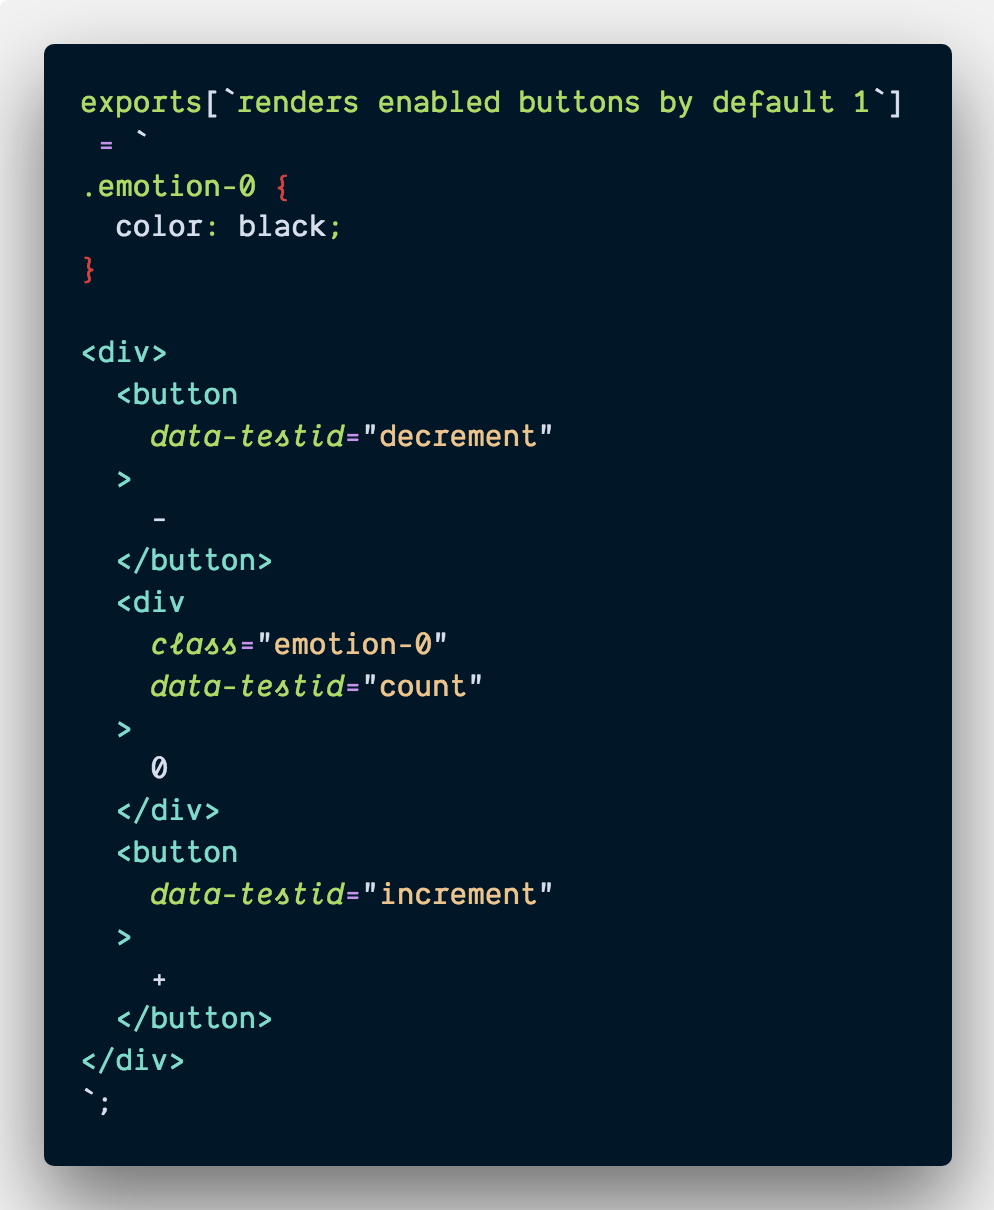 exports[`renders enabled buttons by default 1`]
 = `
.emotion-0 {
  color: black;
}

<div>
  <button
    data-testid="decrement"
  >
    -
  </button>
  <div
    class="emotion-0"
    data-testid="count"
  >
    0
  </div>
  <button
    data-testid="increment"
  >
    +
  </button>
</div>
`;